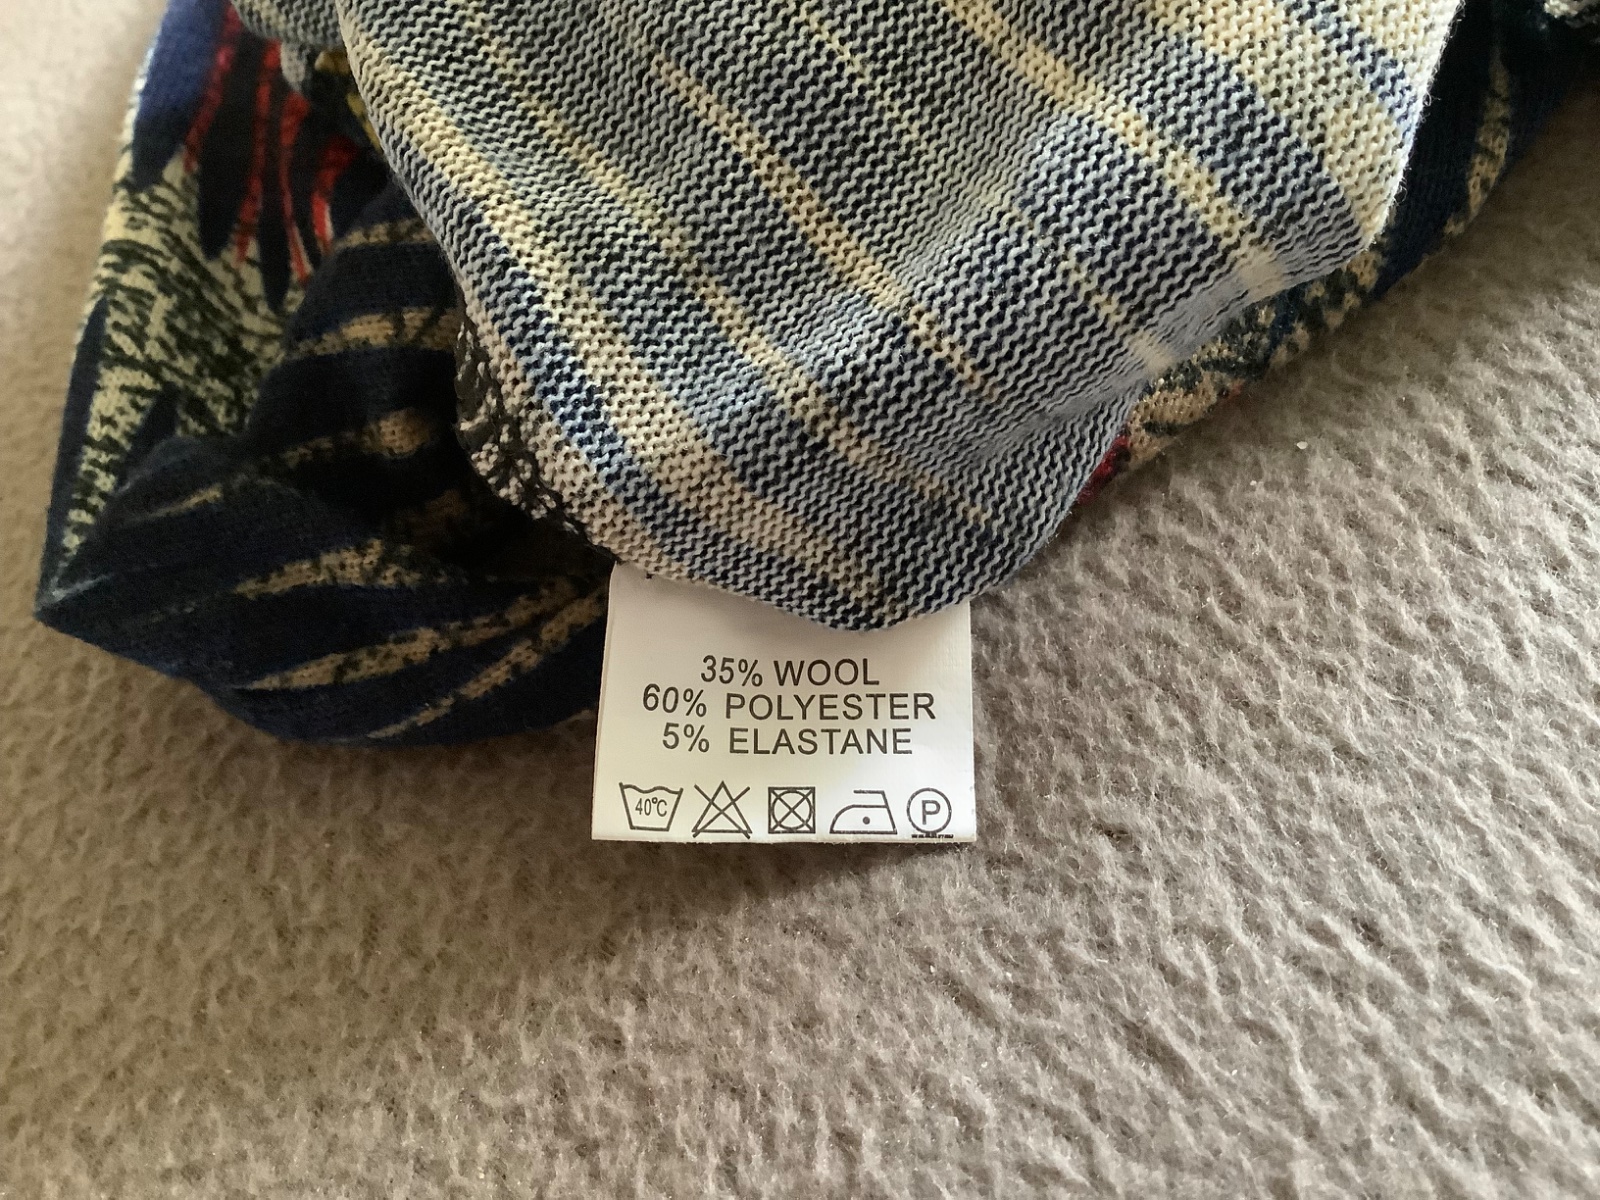 35% WOOL
60% POLYESTER
5% ELASTANE
40°C P